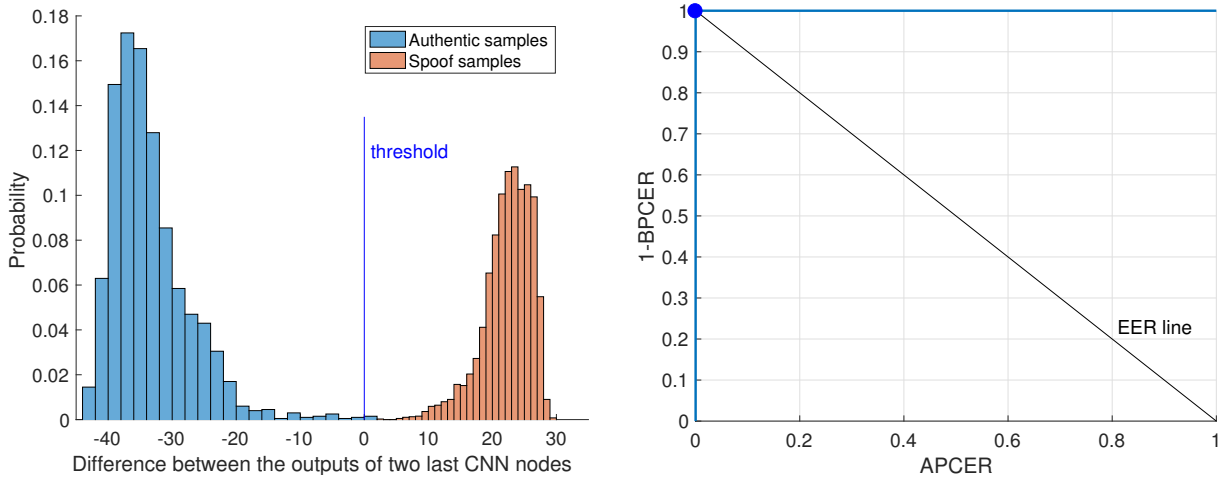 0.18
0.16
0.14
0.12
0.1
0.08
0.06
0.04
0.02
0
Probability
Authentic samples
Spoof samples
threshold
-40 -30 -20 -10 0 10 20 30
Difference between the outputs of two last CNN nodes
1
0.9
0.8
0.7
0.6
0.5
0.4
0.3
0.2
0.1
0
1-BPCER
EER line
0 0.2 0.4 0.6 0.8 1
APCER